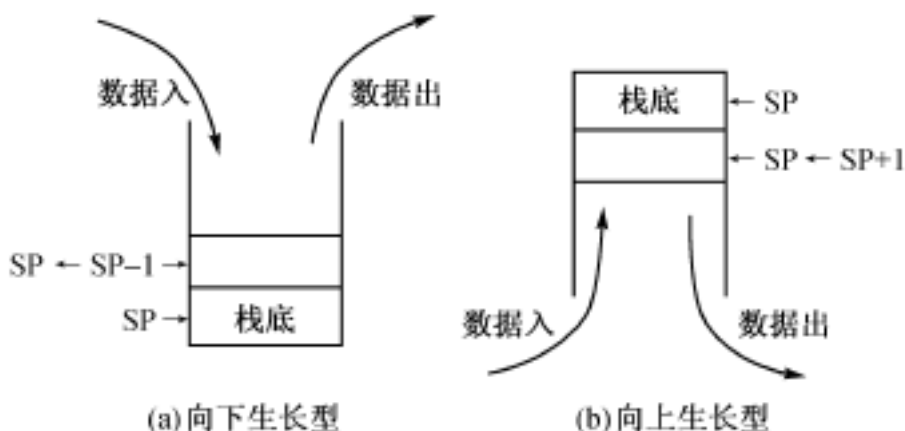 数据入
数据出
SP ← SP–1
SP
栈底
(a)向下生长型
栈底
SP
SP ← SP+1
数据入
数据出
(b)向上生长型